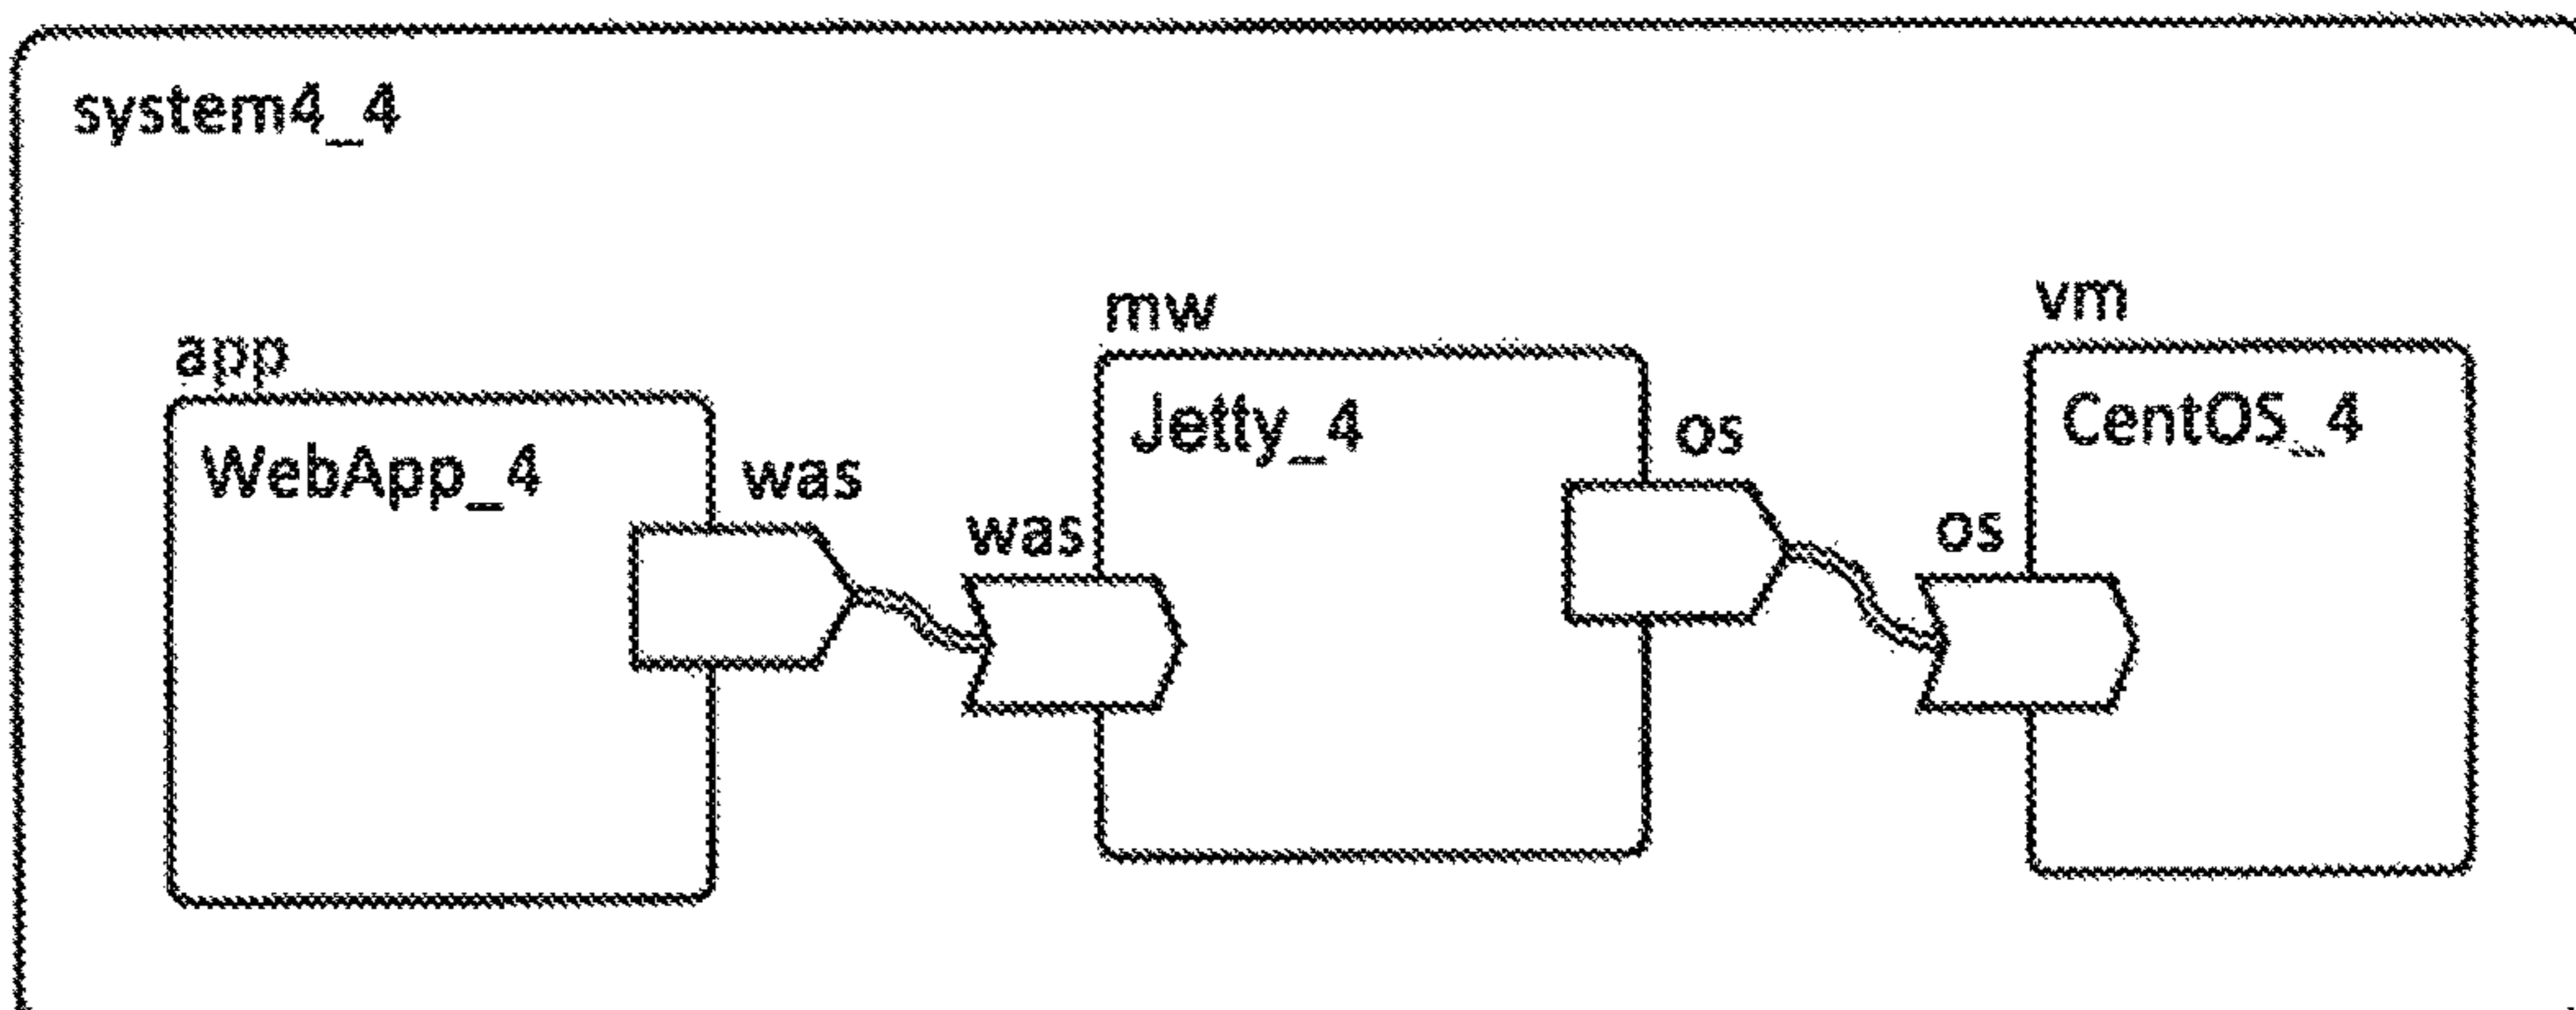 system4_4
app
WebApp_4
was
was
mw
Jetty_4
os
os
vm
CentOS_4